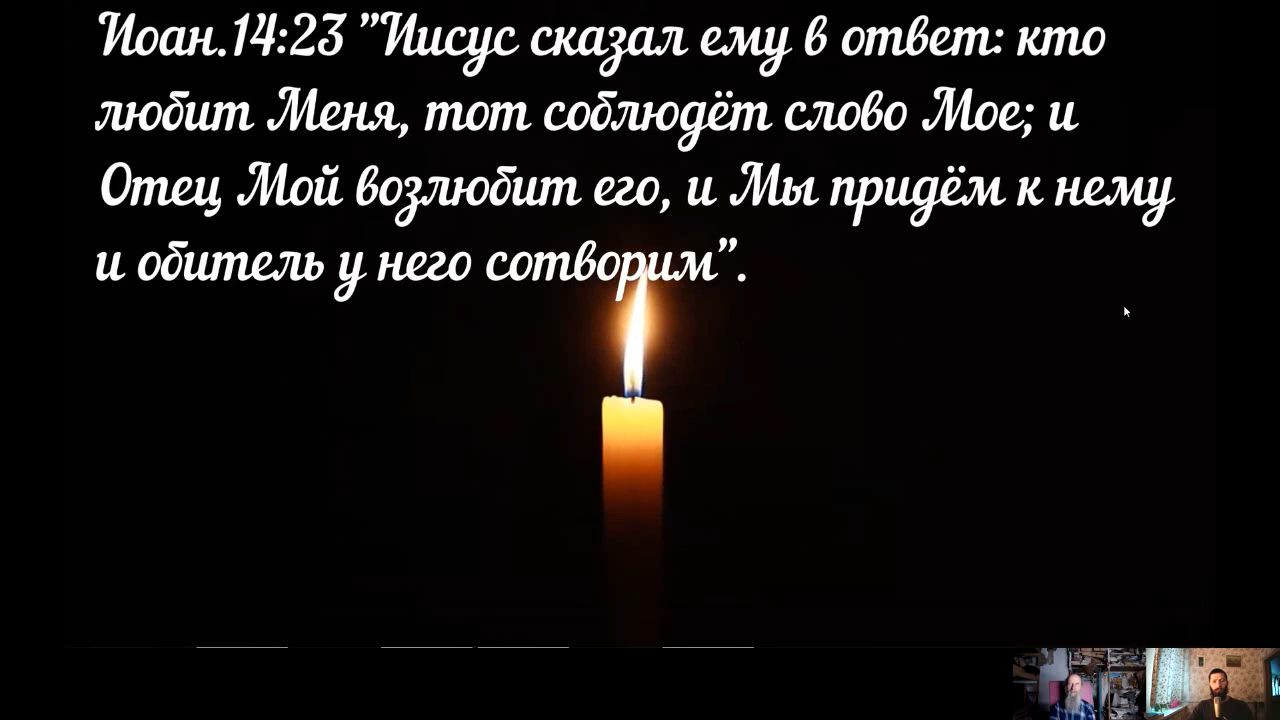 Иоан.14:23 "Иисус сказал ему в ответ: кто
любит Меня, тот соблюдёт слово Мое; и
Отец Мой возлюбит его, и Мы придём к нему
и обитель у него сотворим".